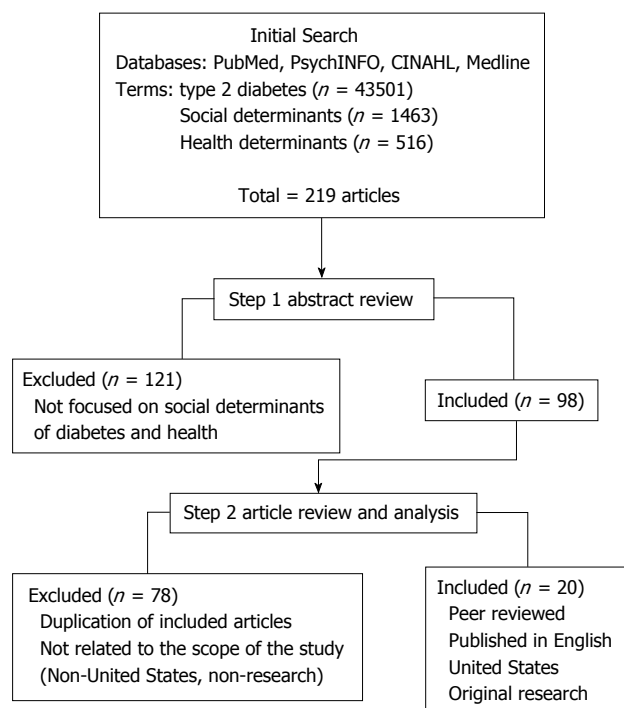 Initial Search
Databases: PubMed, PsychINFO, CINAHL, Medline
Terms: type 2 diabetes (n = 43501)
Social determinants (n = 1463)
Health determinants (n = 516)
Total = 219 articles
Step 1 abstract review
Excluded (n = 121)
Not focused on social determinants
of diabetes and health
Included (n = 98)
Step 2 article review and analysis
Excluded (n = 78)
Duplication of included articles
Not related to the scope of the study
(Non-United States, non-research)
Included (n = 20)
Peer reviewed
Published in English
United States
Original research